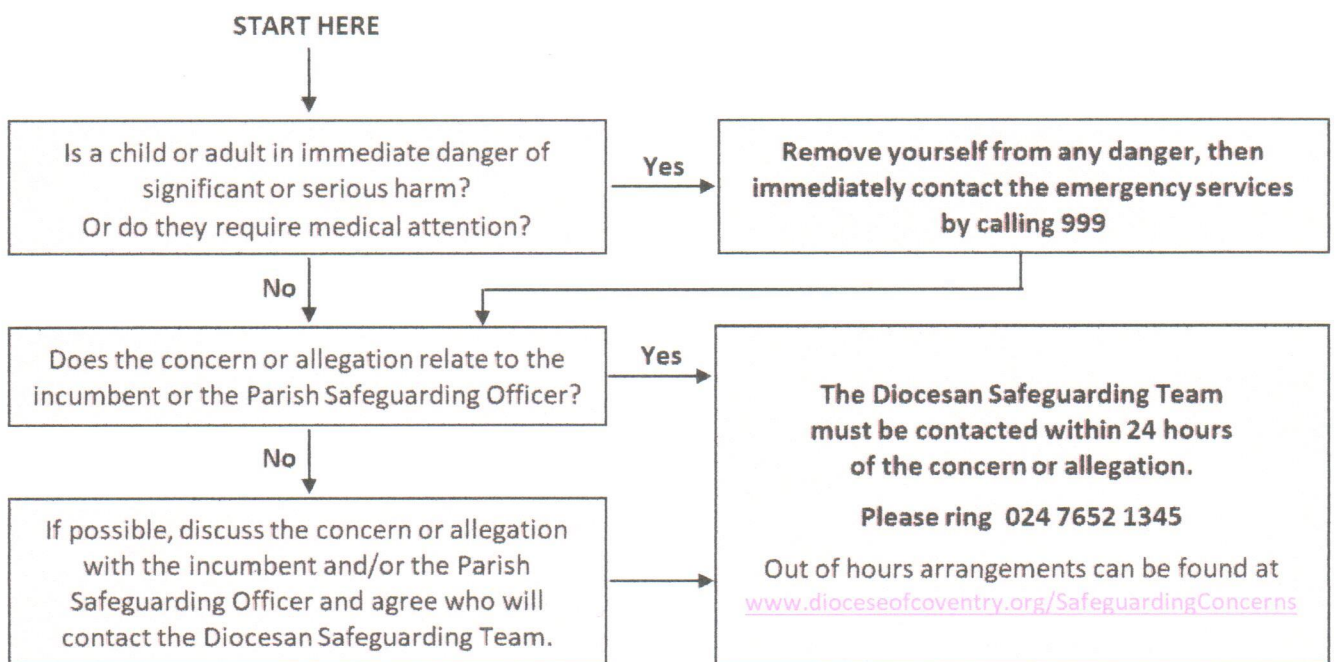 START HERE
Is a child or adult in immediate danger of
significant or serious harm?
Or do they require medical attention?
Yes
Remove yourself from any danger, then
immediately contact the emergency services
by calling 999
No
Does the concern or allegation relate to the
incumbent or the Parish Safeguarding Officer?
Yes
The Diocesan Safeguarding Team
must be contacted within 24 hours
of the concern or allegation.
Please ring 024 7652 1345
Out of hours arrangements can be found at
www.dioceseofcoventry.org/SafeguardingConcerns
No
If possible, discuss the concern or allegation
with the incumbent and/or the Parish
Safeguarding Officer and agree who will
contact the Diocesan Safeguarding Team.